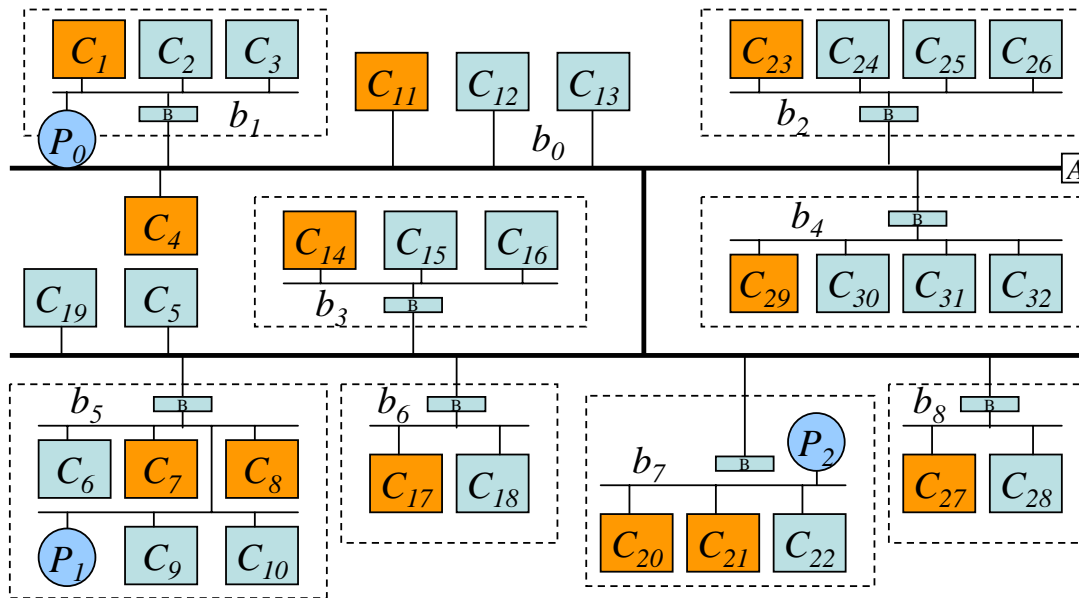 C1 C2 C3
B
b1
P0
C11 C12 C13
b0
C23 C24 C25 C26
b2
B
A
C4
C19 C5
C14 C15 C16
b3
B
b4
B
C29 C30 C31 C32
b5
B
C6 C7 C8
P1 C9 C10
b6
B
C17 C18
P2
b7
B
C20 C21 C22
b8
B
C27 C28